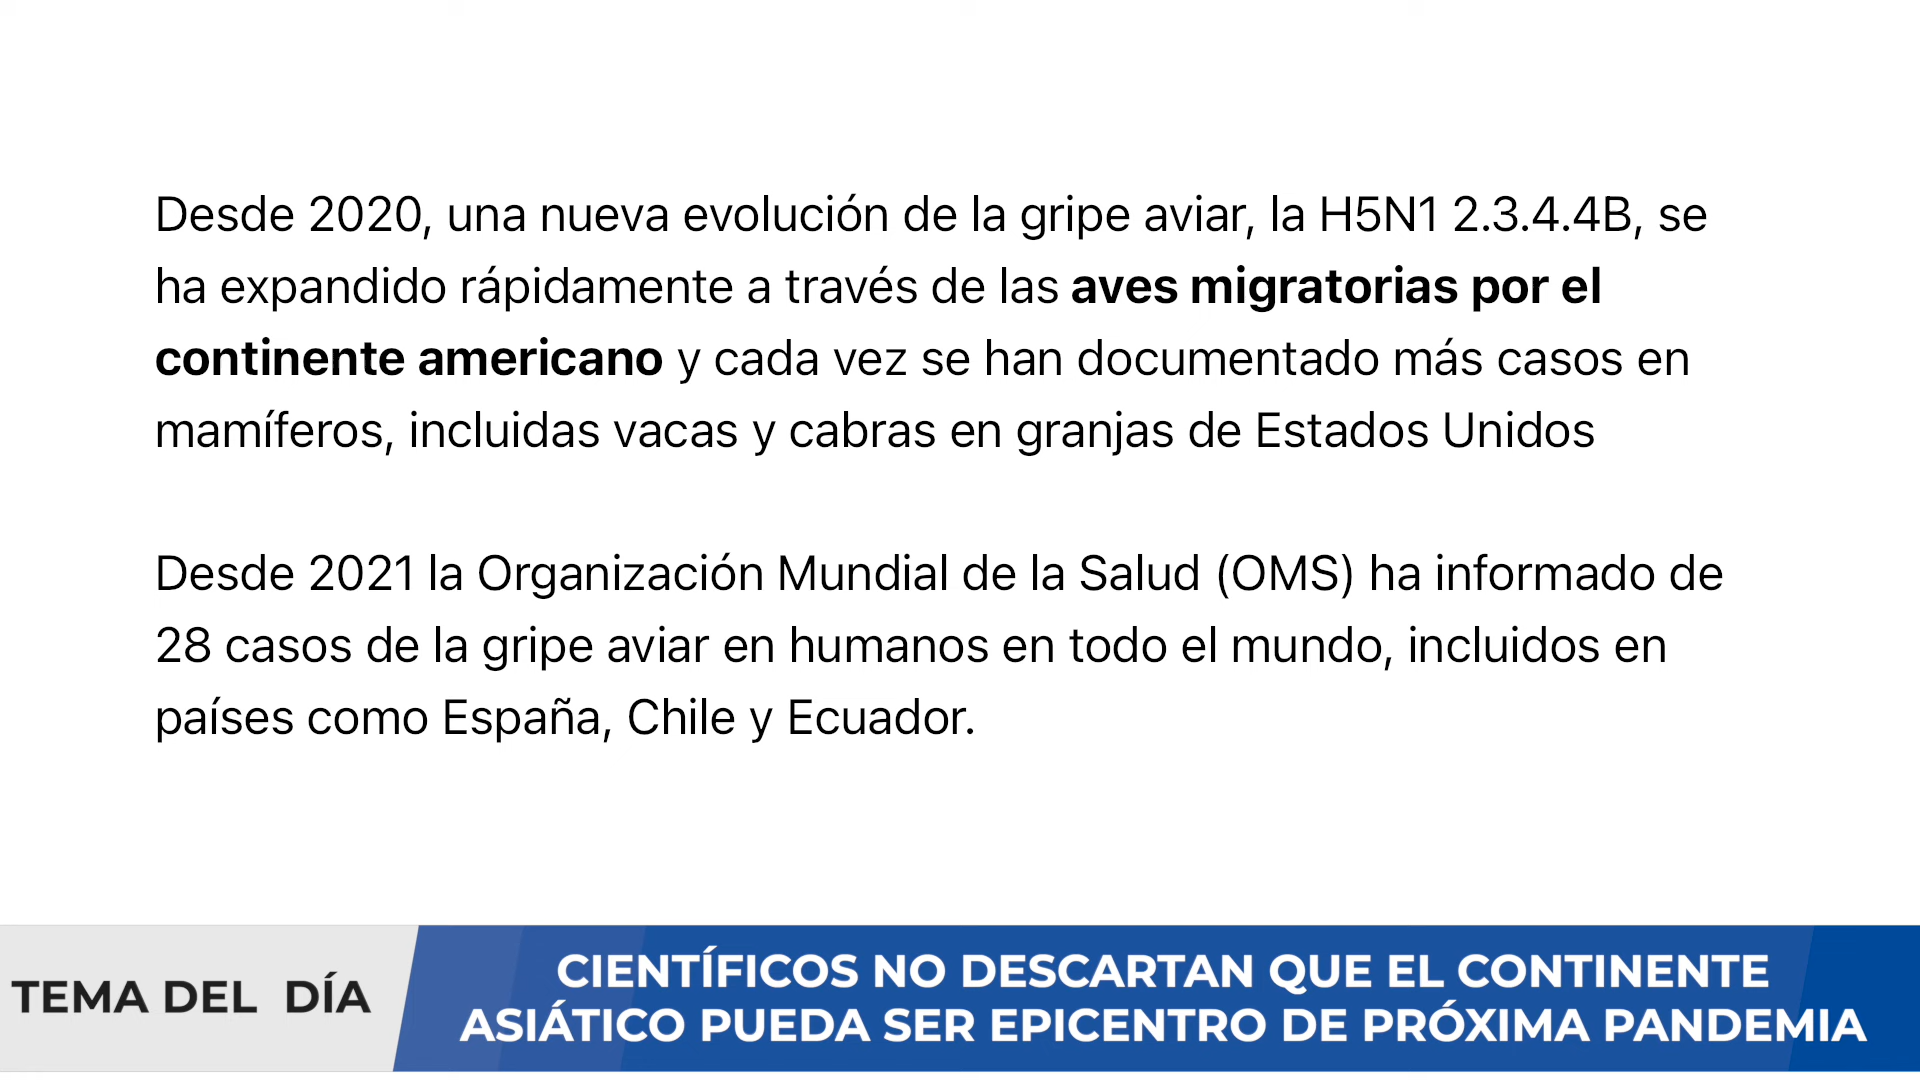 Desde 2020, una nueva evolución de la gripe aviar, la H5N1 2.3.4.4B, se
ha expandido rápidamente a través de las aves migratorias por el
continente americano y cada vez se han documentado más casos en
mamíferos, incluidas vacas y cabras en granjas de Estados Unidos
Desde 2021 la Organización Mundial de la Salud (OMS) ha informado de
28 casos de la gripe aviar en humanos en todo el mundo, incluidos en
países como España, Chile y Ecuador.
TEMA DEL DÍA
CIENTÍFICOS NO DESCARTAN QUE EL CONTINENTE
ASIÁTICO PUEDA SER EPICENTRO DE PRÓXIMA PANDEMIA